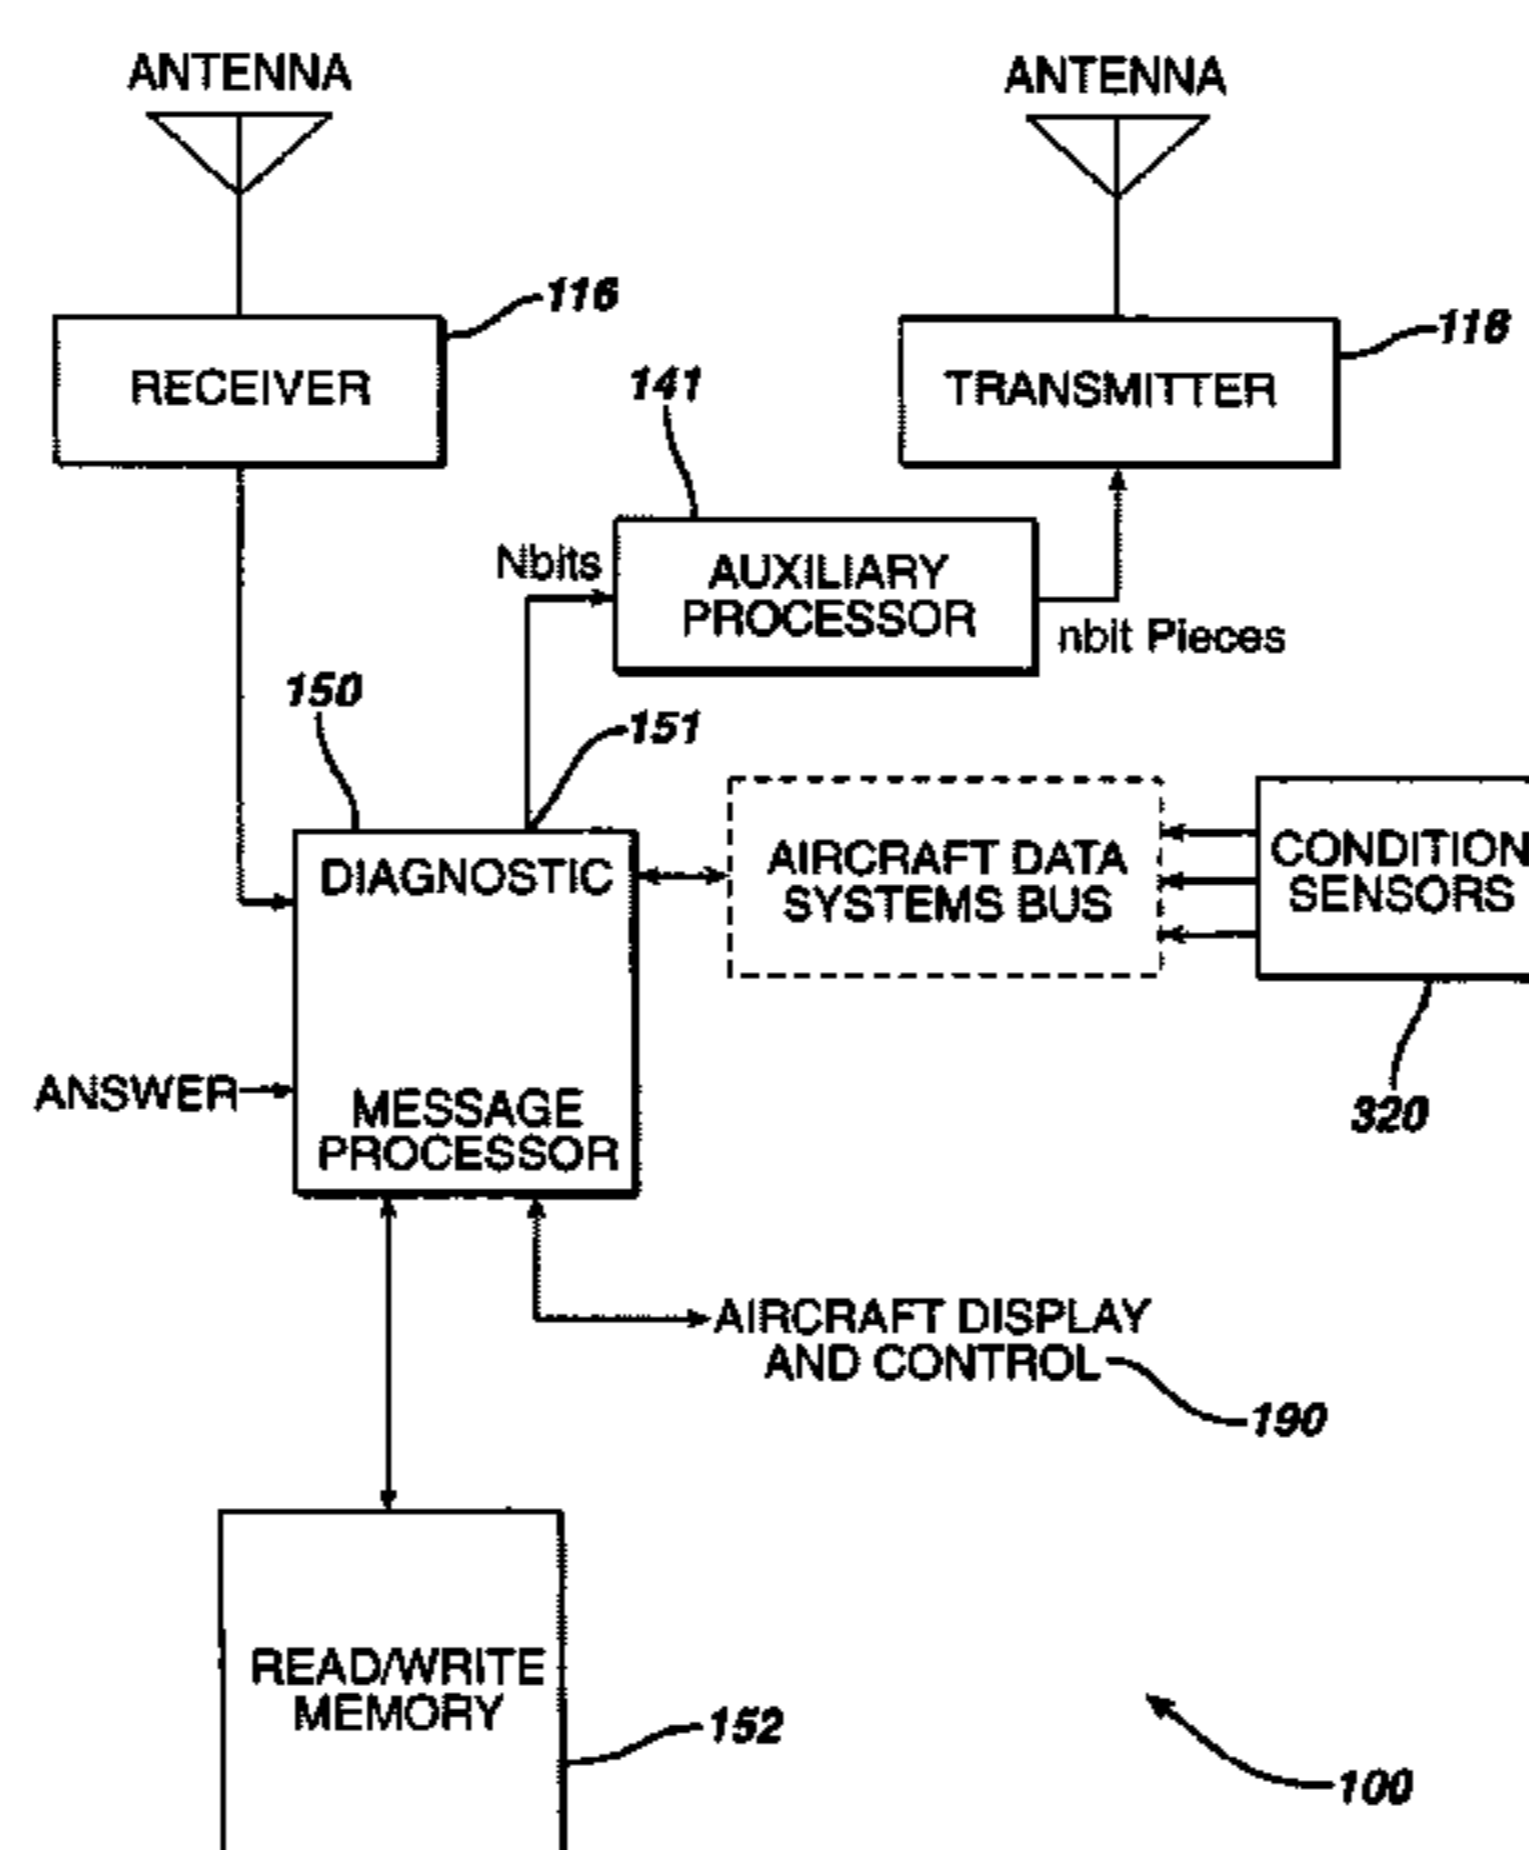 ANTENNA
ANTENNA
116
RECEIVER
118
TRANSMITTER
141
Nbits
AUXILIARY
PROCESSOR
nbit Pieces
150
151
DIAGNOSTIC
MESSAGE
PROCESSOR
AIRCRAFT DATA
SYSTEMS BUS
CONDITION
SENSORS
320
ANSWER
AIRCRAFT DISPLAY
AND CONTROL
190
READ/WRITE
MEMORY
152
100